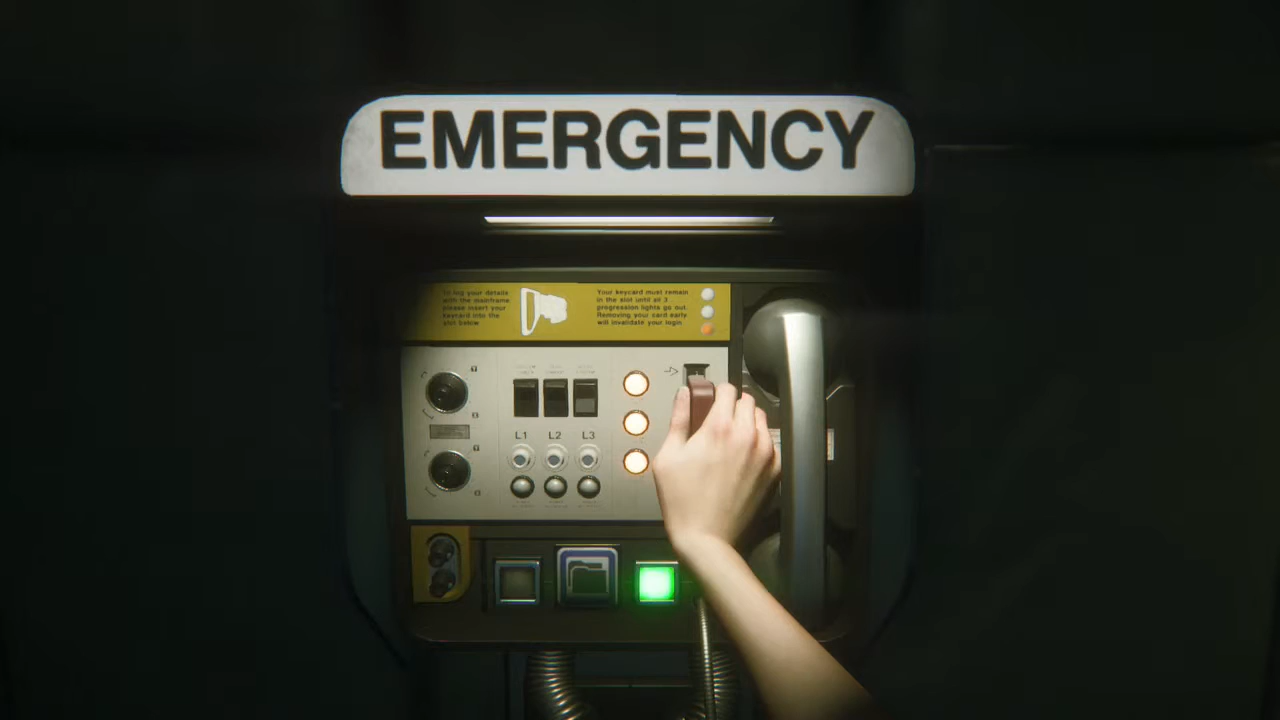 EMERGENCY
To log your details
with the mainframe
please insert your
keycard into the
slot below
Your keycard must remain
in the slot until all 3
progression lights go out.
Removing your card early
will invalidate your login.
L1 L2 L3